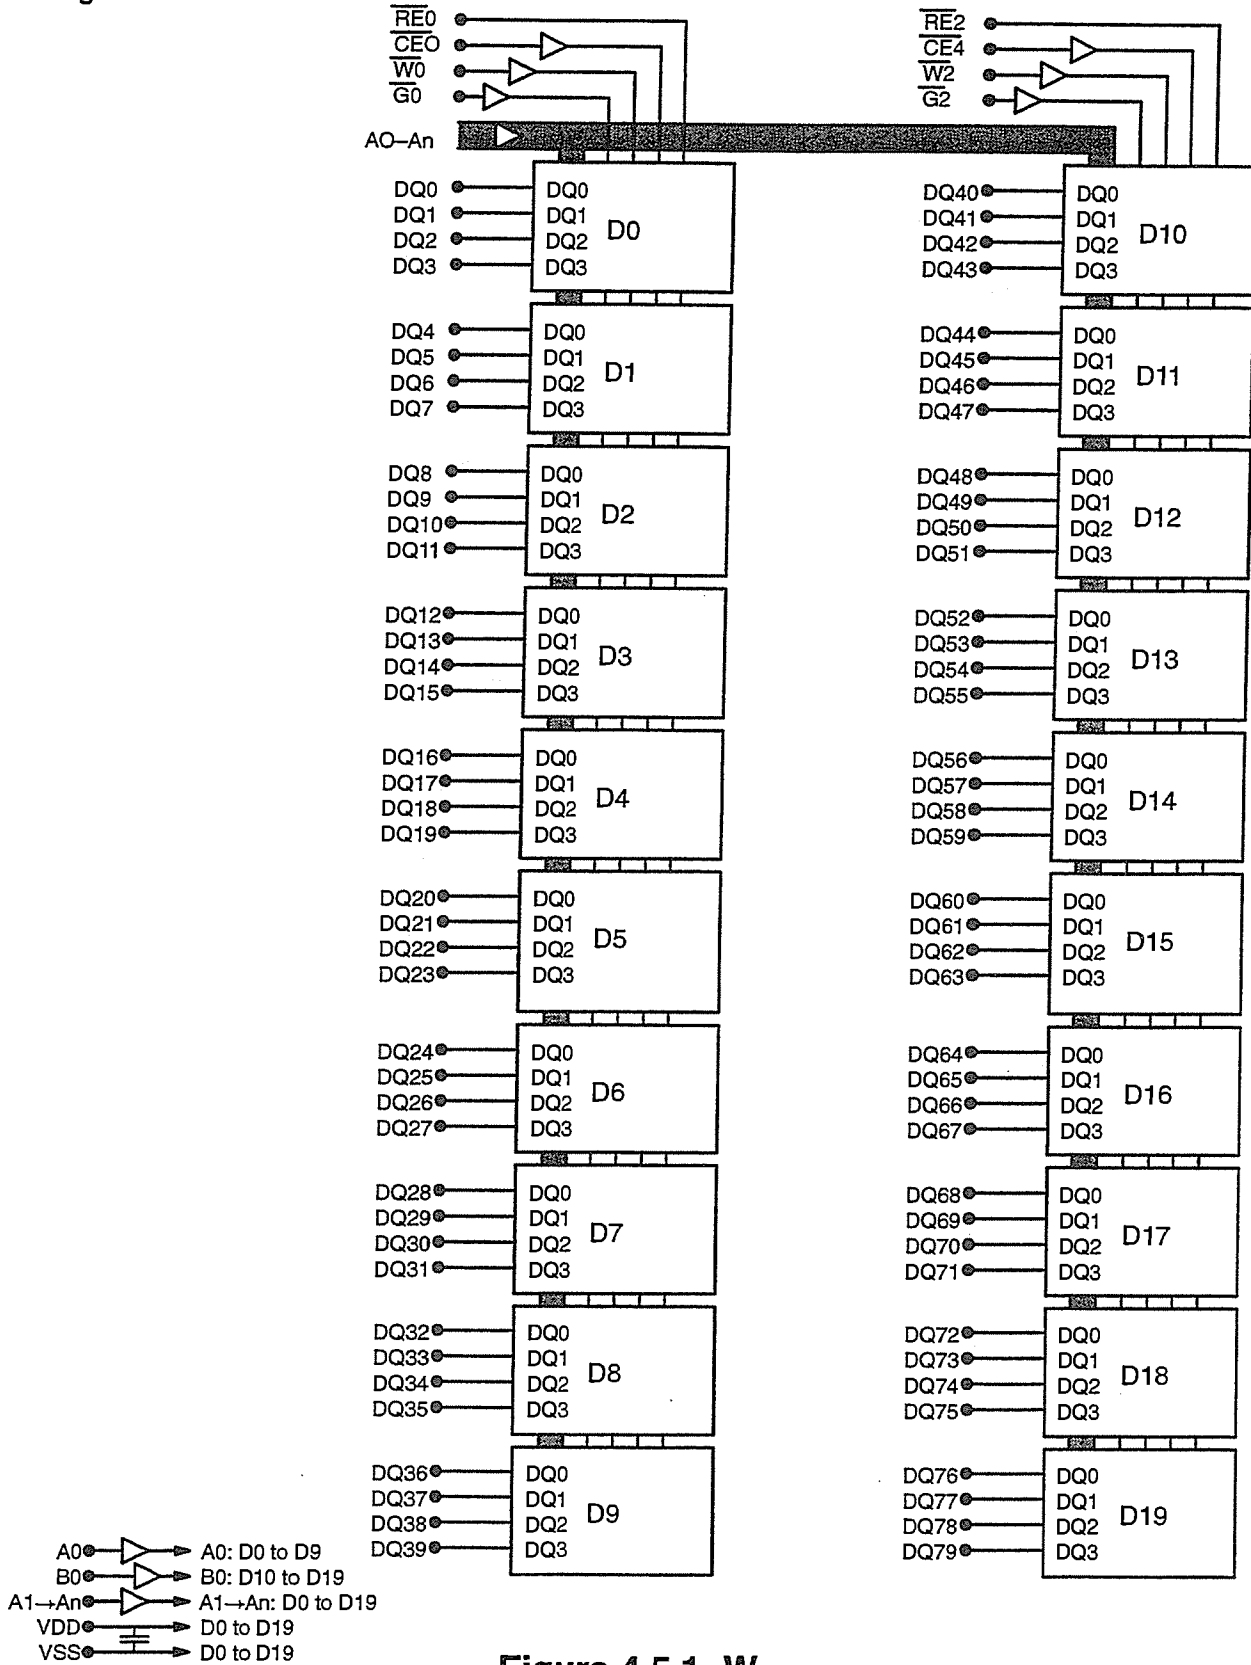 RE0
CEO
W0
G0
AO–An
DQ0 DQ0
DQ1 DQ1
DQ2 DQ2
DQ3 DQ3
D0
DQ4 DQ0
DQ5 DQ1
DQ6 DQ2
DQ7 DQ3
D1
DQ8 DQ0
DQ9 DQ1
DQ10 DQ2
DQ11 DQ3
D2
DQ12 DQ0
DQ13 DQ1
DQ14 DQ2
DQ15 DQ3
D3
DQ16 DQ0
DQ17 DQ1
DQ18 DQ2
DQ19 DQ3
D4
DQ20 DQ0
DQ21 DQ1
DQ22 DQ2
DQ23 DQ3
D5
DQ24 DQ0
DQ25 DQ1
DQ26 DQ2
DQ27 DQ3
D6
DQ28 DQ0
DQ29 DQ1
DQ30 DQ2
DQ31 DQ3
D7
DQ32 DQ0
DQ33 DQ1
DQ34 DQ2
DQ35 DQ3
D8
DQ36 DQ0
DQ37 DQ1
DQ38 DQ2
DQ39 DQ3
D9
RE2
CE4
W2
G2
DQ40 DQ0
DQ41 DQ1
DQ42 DQ2
DQ43 DQ3
D10
DQ44 DQ0
DQ45 DQ1
DQ46 DQ2
DQ47 DQ3
D11
DQ48 DQ0
DQ49 DQ1
DQ50 DQ2
DQ51 DQ3
D12
DQ52 DQ0
DQ53 DQ1
DQ54 DQ2
DQ55 DQ3
D13
DQ56 DQ0
DQ57 DQ1
DQ58 DQ2
DQ59 DQ3
D14
DQ60 DQ0
DQ61 DQ1
DQ62 DQ2
DQ63 DQ3
D15
DQ64 DQ0
DQ65 DQ1
DQ66 DQ2
DQ67 DQ3
D16
DQ68 DQ0
DQ69 DQ1
DQ70 DQ2
DQ71 DQ3
D17
DQ72 DQ0
DQ73 DQ1
DQ74 DQ2
DQ75 DQ3
D18
DQ76 DQ0
DQ77 DQ1
DQ78 DQ2
DQ79 DQ3
D19
A0 A0: D0 to D9
B0 B0: D10 to D19
A1→An A1→An: D0 to D19
VDD D0 to D19
VSS D0 to D19
Figure 4.5.1 W